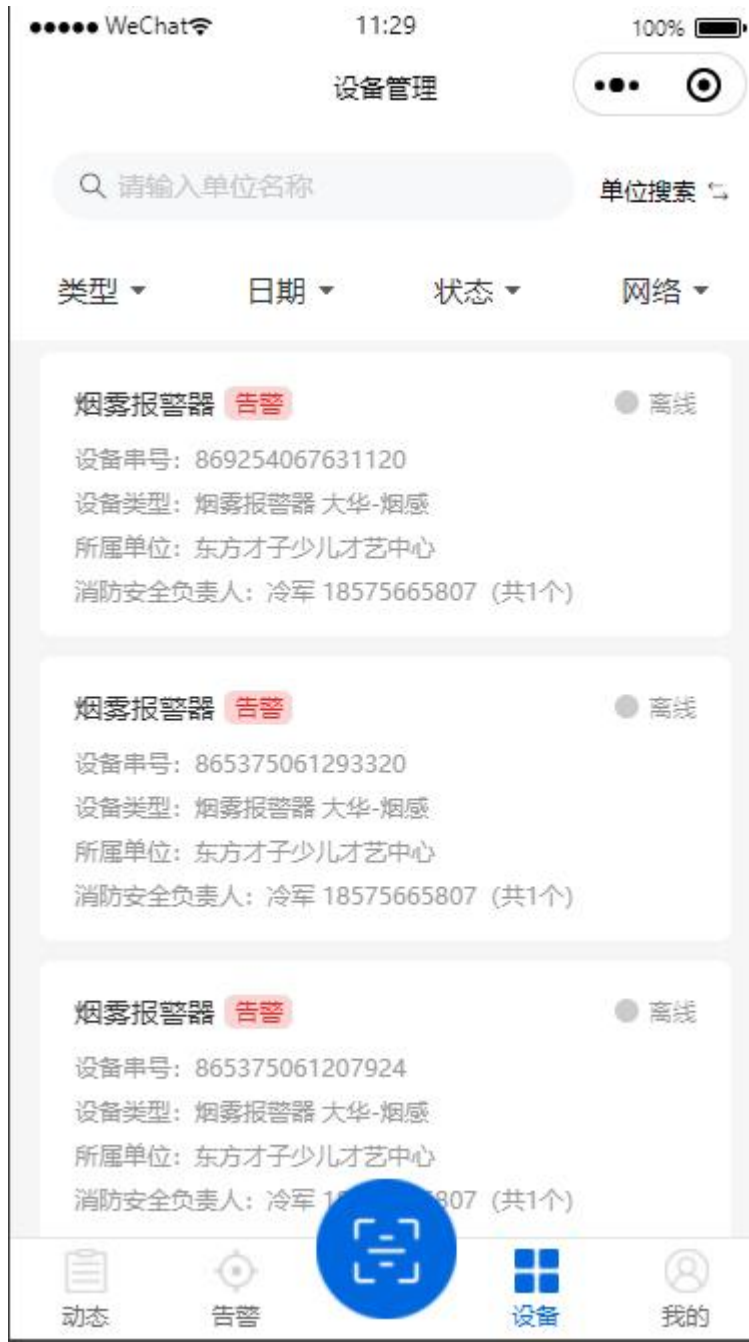 WeChat 11:29 100%
设备管理
请输入单位名称 单位搜索
类型 日期 状态 网络
烟雾报警器 告警 离线
设备串号：869254067631120
设备类型：烟雾报警器 大华-烟感
所属单位：东方才子少儿才艺中心
消防安全负责人：冷军 18575665807 (共1个)
烟雾报警器 告警 离线
设备串号：865375061293320
设备类型：烟雾报警器 大华-烟感
所属单位：东方才子少儿才艺中心
消防安全负责人：冷军 18575665807 (共1个)
烟雾报警器 告警 离线
设备串号：865375061207924
设备类型：烟雾报警器 大华-烟感
所属单位：东方才子少儿才艺中心
消防安全负责人：冷军 807 (共1个)
动态 告警 设备 我的